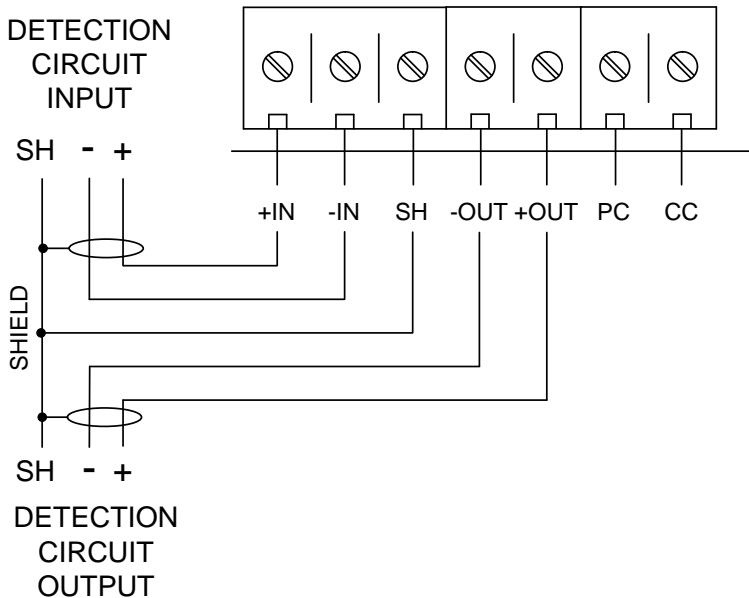 DETECTION
CIRCUIT
INPUT
SH - +
+IN -IN SH -OUT +OUT PC CC
SHIELD
SH - +
DETECTION
CIRCUIT
OUTPUT